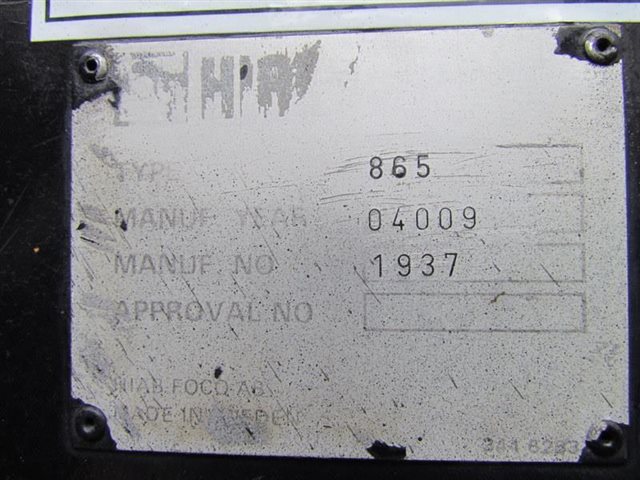 HIAB
TYPE 865
MANUF. YEAR 04009
MANUF. NO 1937
APPROVAL NO
HIAB FOCO AB
MADE IN SWEDEN